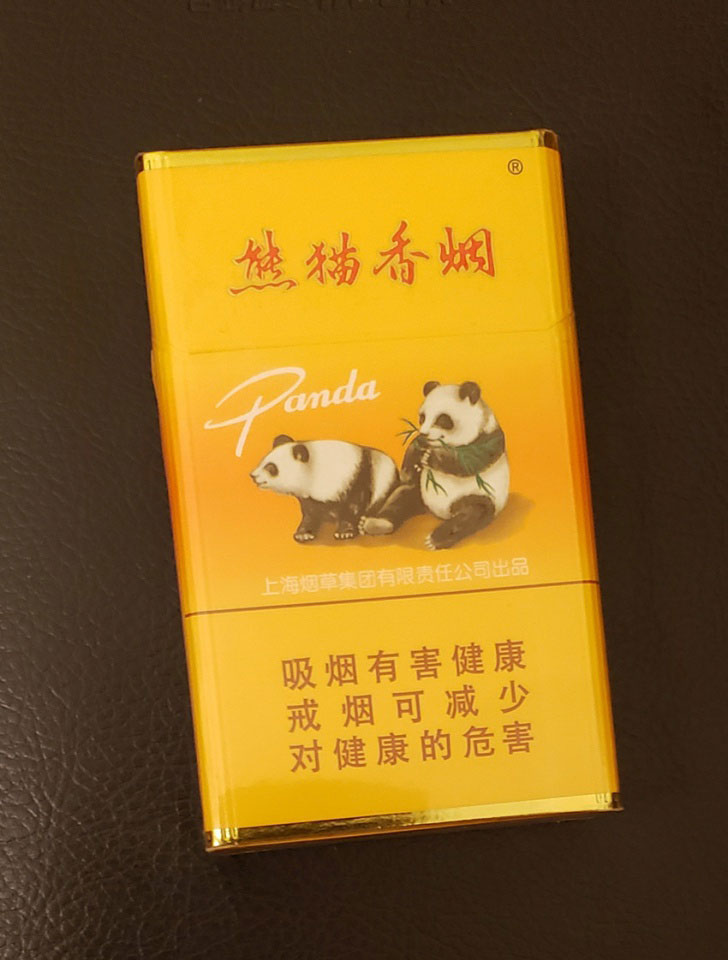 ®
熊猫香烟
Panda
上海烟草集团有限责任公司出品
吸烟有害健康
戒烟可减少
对健康的危害